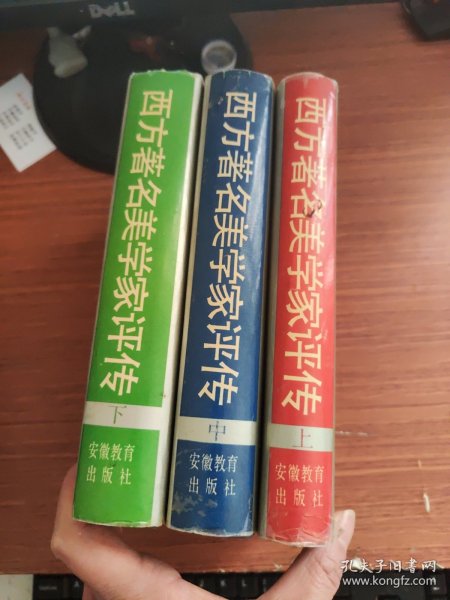 DELL
西方著名美学家评传
下
安徽教育
出版社
西方著名美学家评传
中
安徽教育
出版社
西方著名美学家评传
上
安徽教育
出版社
孔夫子旧书网
www.kongfz.com